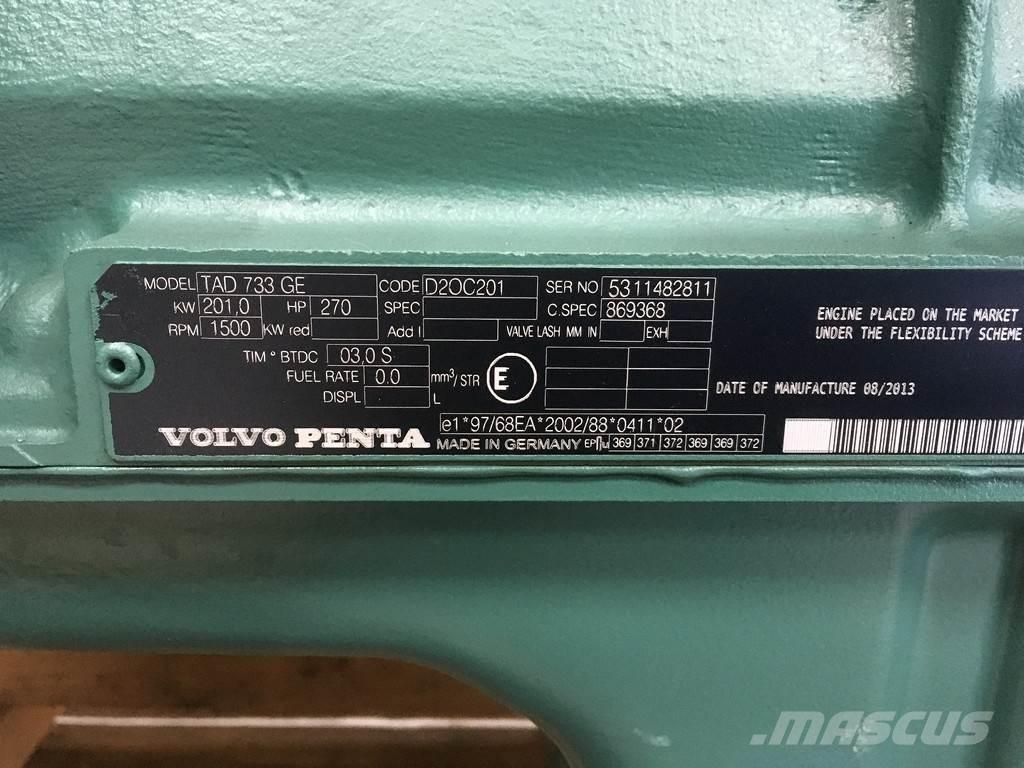 MODEL TAD 733 GE CODE D2OC201 SER NO 5311482811
KW 201,0 HP 270 SPEC C.SPEC 869368
RPM 1500 KW red Add ! VALVE LASH MM IN EXH
ENGINE PLACED ON THE MARKET
UNDER THE FLEXIBILITY SCHEME
TIM ° BTDC 03,0 S
FUEL RATE 0.0 mm³/STR E
DISPL L
DATE OF MANUFACTURE 08/2013
e1*97/68EA*2002/88*0411*02
VOLVO PENTA MADE IN GERMANY 369 371 372 369 369 372
MASCUS